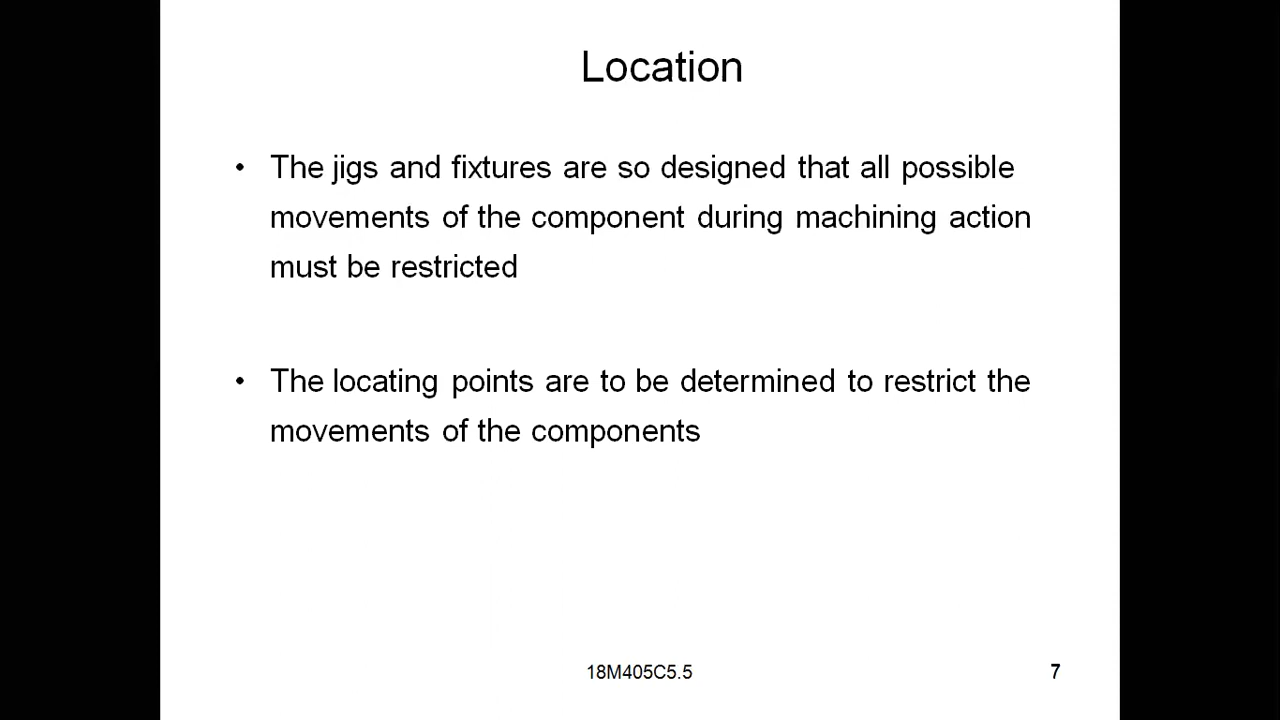 Location
• The jigs and fixtures are so designed that all possible
movements of the component during machining action
must be restricted
• The locating points are to be determined to restrict the
movements of the components
18M405C5.5
7